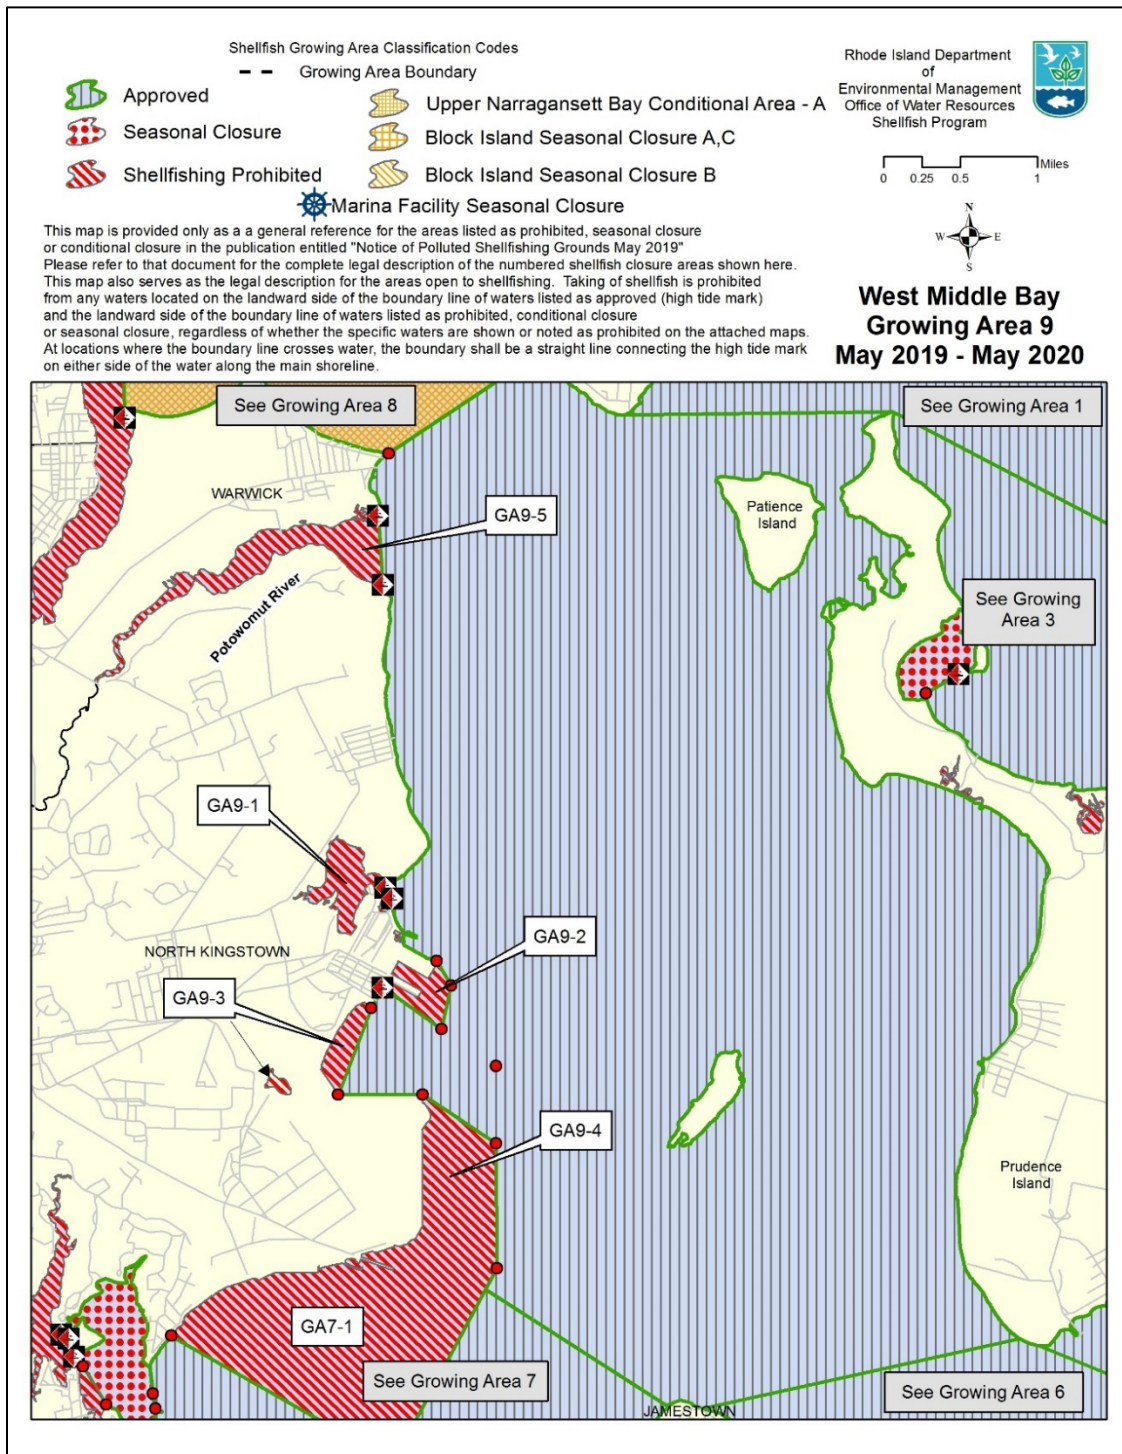 Shellfish Growing Area Classification Codes
Growing Area Boundary
Approved
Seasonal Closure
Shellfishing Prohibited
Upper Narragansett Bay Conditional Area - A
Block Island Seasonal Closure A,C
Block Island Seasonal Closure B
Marina Facility Seasonal Closure
Rhode Island Department
of
Environmental Management
Office of Water Resources
Shellfish Program
Miles
0 0.25 0.5 1
N
W E
S
This map is provided only as a a general reference for the areas listed as prohibited, seasonal closure
or conditional closure in the publication entitled "Notice of Polluted Shellfishing Grounds May 2019"
Please refer to that document for the complete legal description of the numbered shellfish closure areas shown here.
This map also serves as the legal description for the areas open to shellfishing. Taking of shellfish is prohibited
from any waters located on the landward side of the boundary line of waters listed as approved (high tide mark)
and the landward side of the boundary line of waters listed as prohibited, conditional closure
or seasonal closure, regardless of whether the specific waters are shown or noted as prohibited on the attached maps.
At locations where the boundary line crosses water, the boundary shall be a straight line connecting the high tide mark
on either side of the water along the main shoreline.
West Middle Bay
Growing Area 9
May 2019 - May 2020
See Growing Area 8
See Growing Area 1
WARWICK
GA9-5
Patience
Island
Potowomut River
See Growing
Area 3
GA9-1
NORTH KINGSTOWN
GA9-2
GA9-3
GA9-4
Prudence
Island
GA7-1
See Growing Area 7
See Growing Area 6
JAMESTOWN